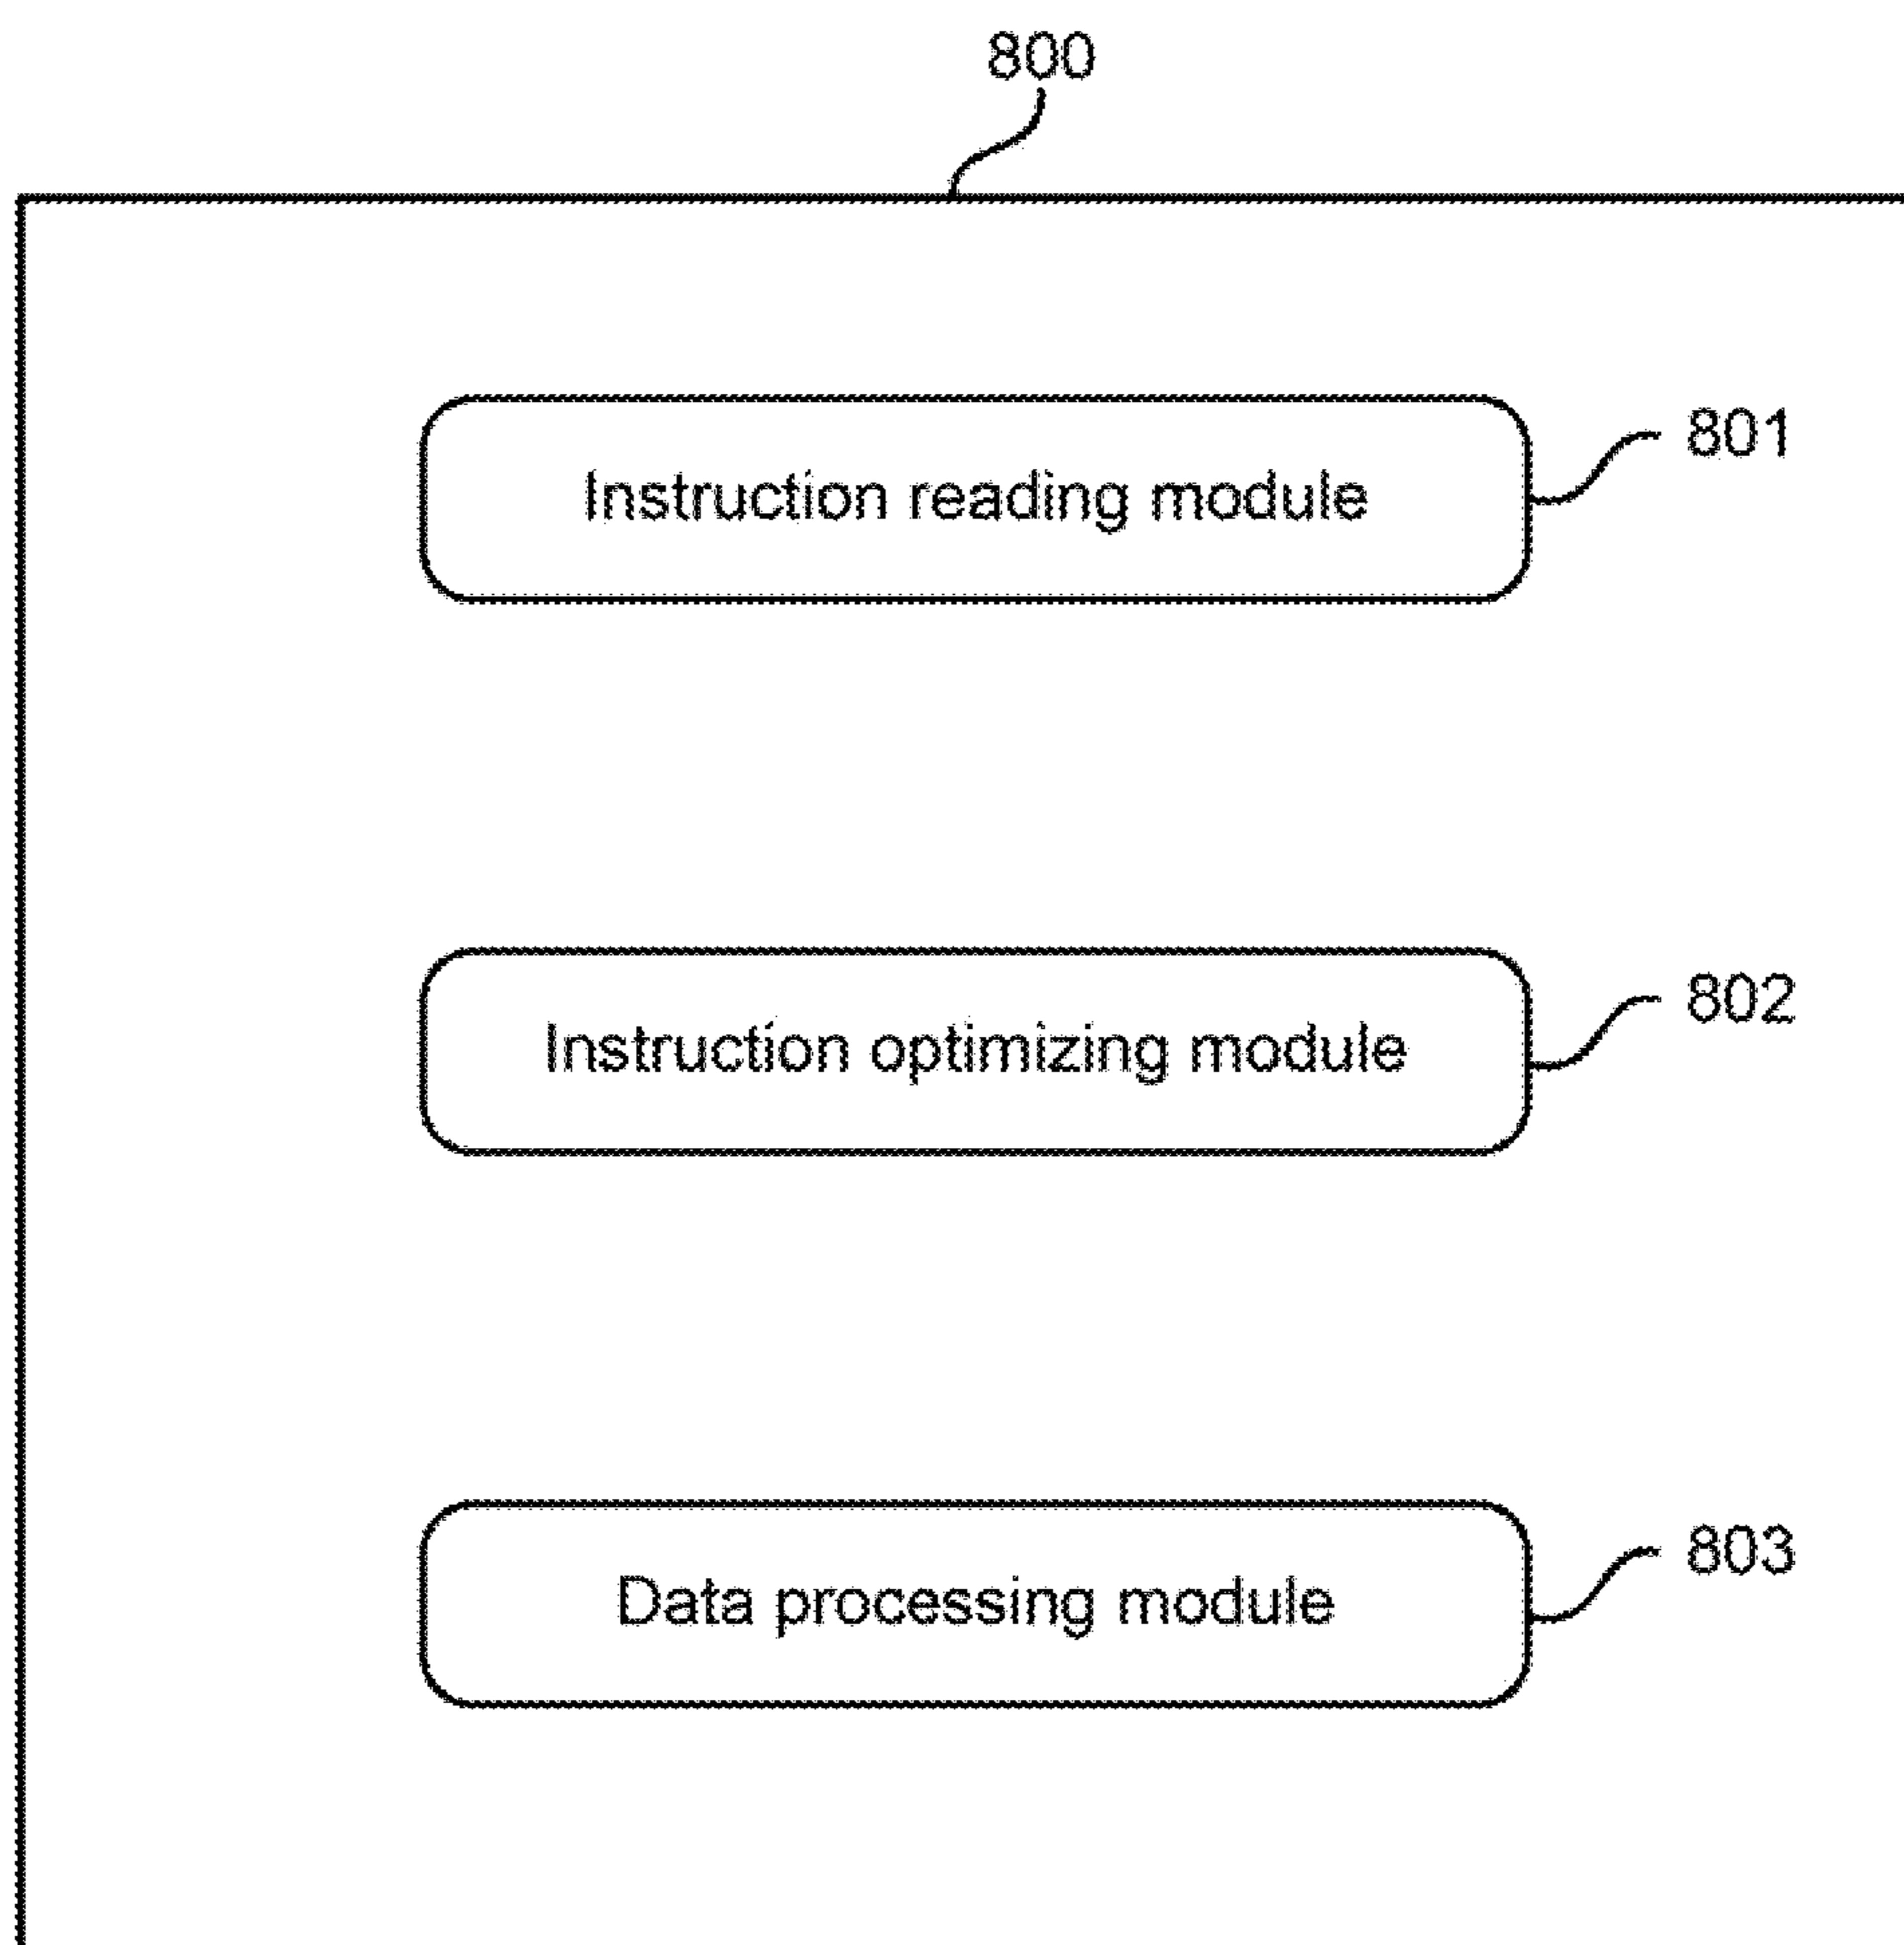 800
Instruction reading module
801
Instruction optimizing module
802
Data processing module
803